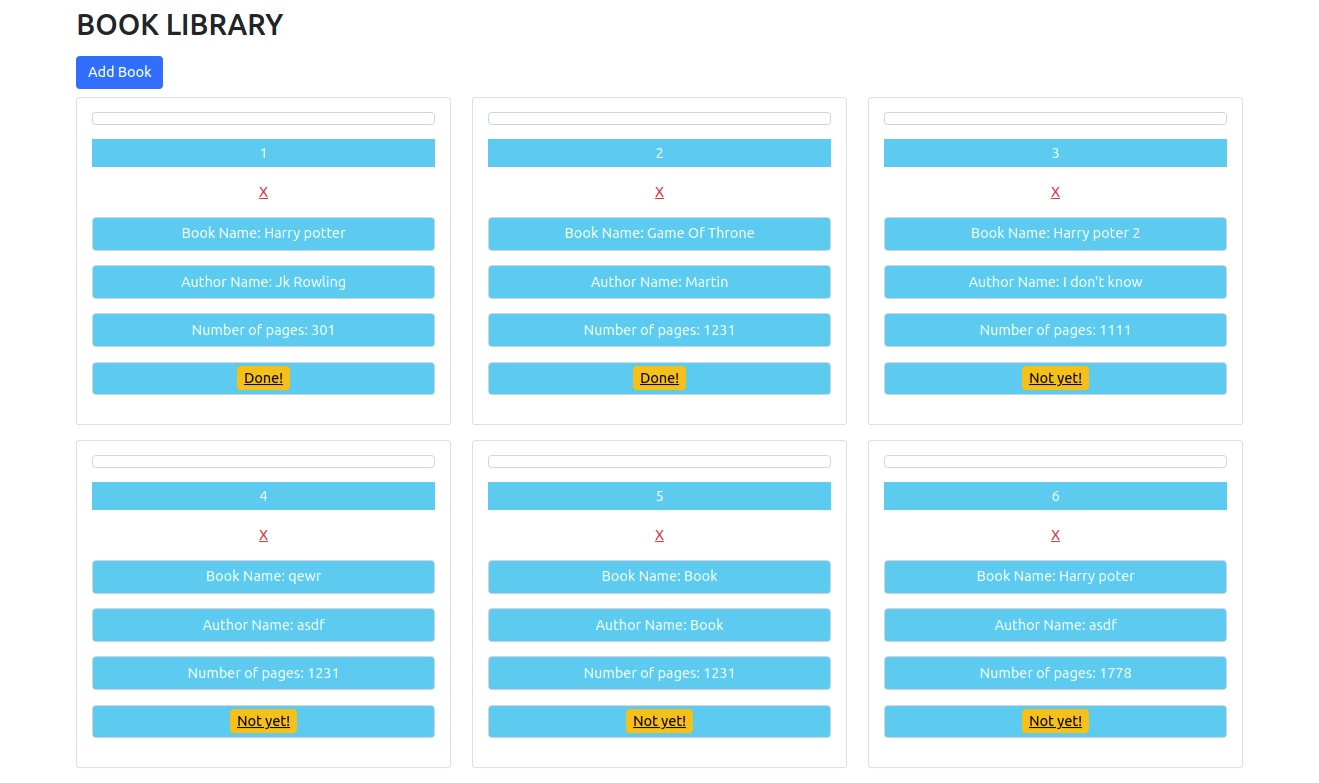 BOOK LIBRARY
Add Book
1
X
Book Name: Harry potter
Author Name: Jk Rowling
Number of pages: 301
Done!
2
X
Book Name: Game Of Throne
Author Name: Martin
Number of pages: 1231
Done!
3
X
Book Name: Harry poter 2
Author Name: I don't know
Number of pages: 1111
Not yet!
4
X
Book Name: qewr
Author Name: asdf
Number of pages: 1231
Not yet!
5
X
Book Name: Book
Author Name: Book
Number of pages: 1231
Not yet!
6
X
Book Name: Harry poter
Author Name: asdf
Number of pages: 1778
Not yet!